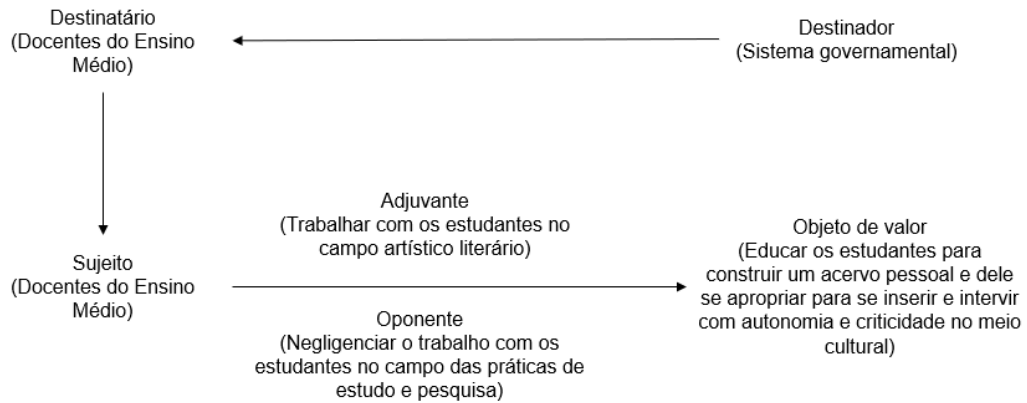 Destinatário
(Docentes do Ensino
Médio)
Destinador
(Sistema governamental)
Adjuvante
(Trabalhar com os estudantes no
campo artístico literário)
Sujeito
(Docentes do Ensino
Médio)
Oponente
(Negligenciar o trabalho com os
estudantes no campo das práticas de
estudo e pesquisa)
Objeto de valor
(Educar os estudantes para
construir um acervo pessoal e dele
se apropriar para se inserir e intervir
com autonomia e criticidade no meio
cultural)